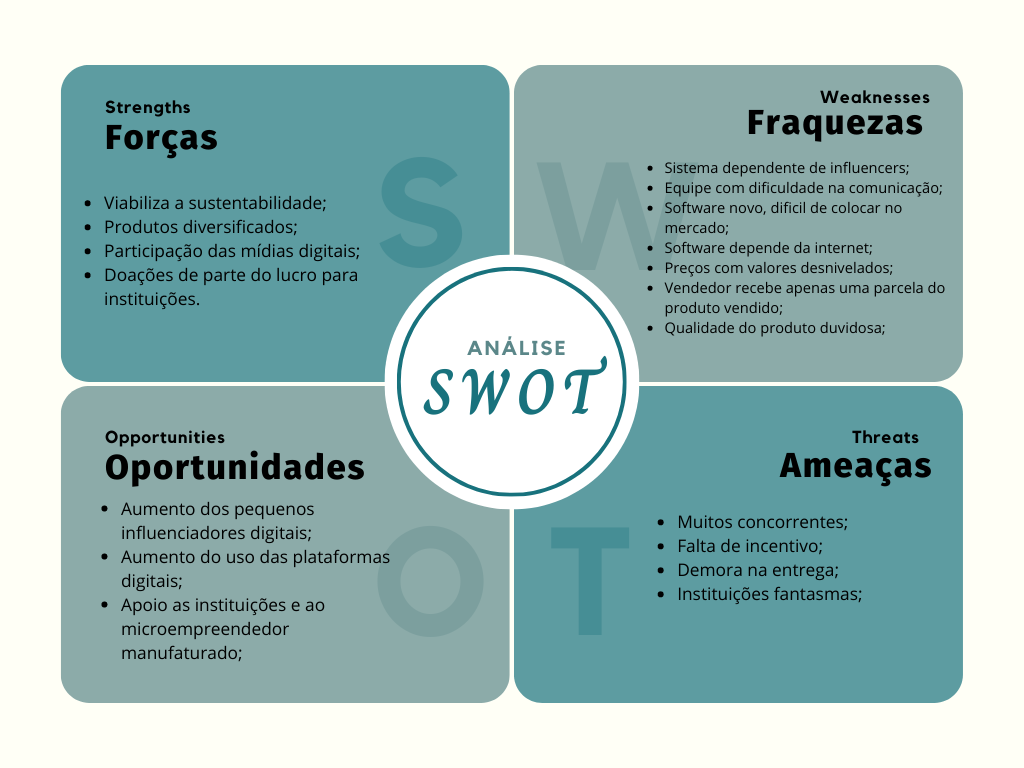 Strengths
Forças
• Viabiliza a sustentabilidade;
• Produtos diversificados;
• Participação das mídias digitais;
• Doações de parte do lucro para
instituições.
S
Weaknesses
Fraquezas
• Sistema dependente de influencers;
• Equipe com dificuldade na comunicação;
• Software novo, dificil de colocar no
mercado;
• Software depende da internet;
• Preços com valores desnivelados;
• Vendedor recebe apenas uma parcela do
produto vendido;
• Qualidade do produto duvidosa;
W
ANÁLISE
SWOT
Opportunities
Oportunidades
• Aumento dos pequenos
influenciadores digitais;
• Aumento do uso das plataformas
digitais;
• Apoio as instituições e ao
microempreendedor
manufaturado;
O
Threats
Ameaças
• Muitos concorrentes;
• Falta de incentivo;
• Demora na entrega;
• Instituições fantasmas;
T